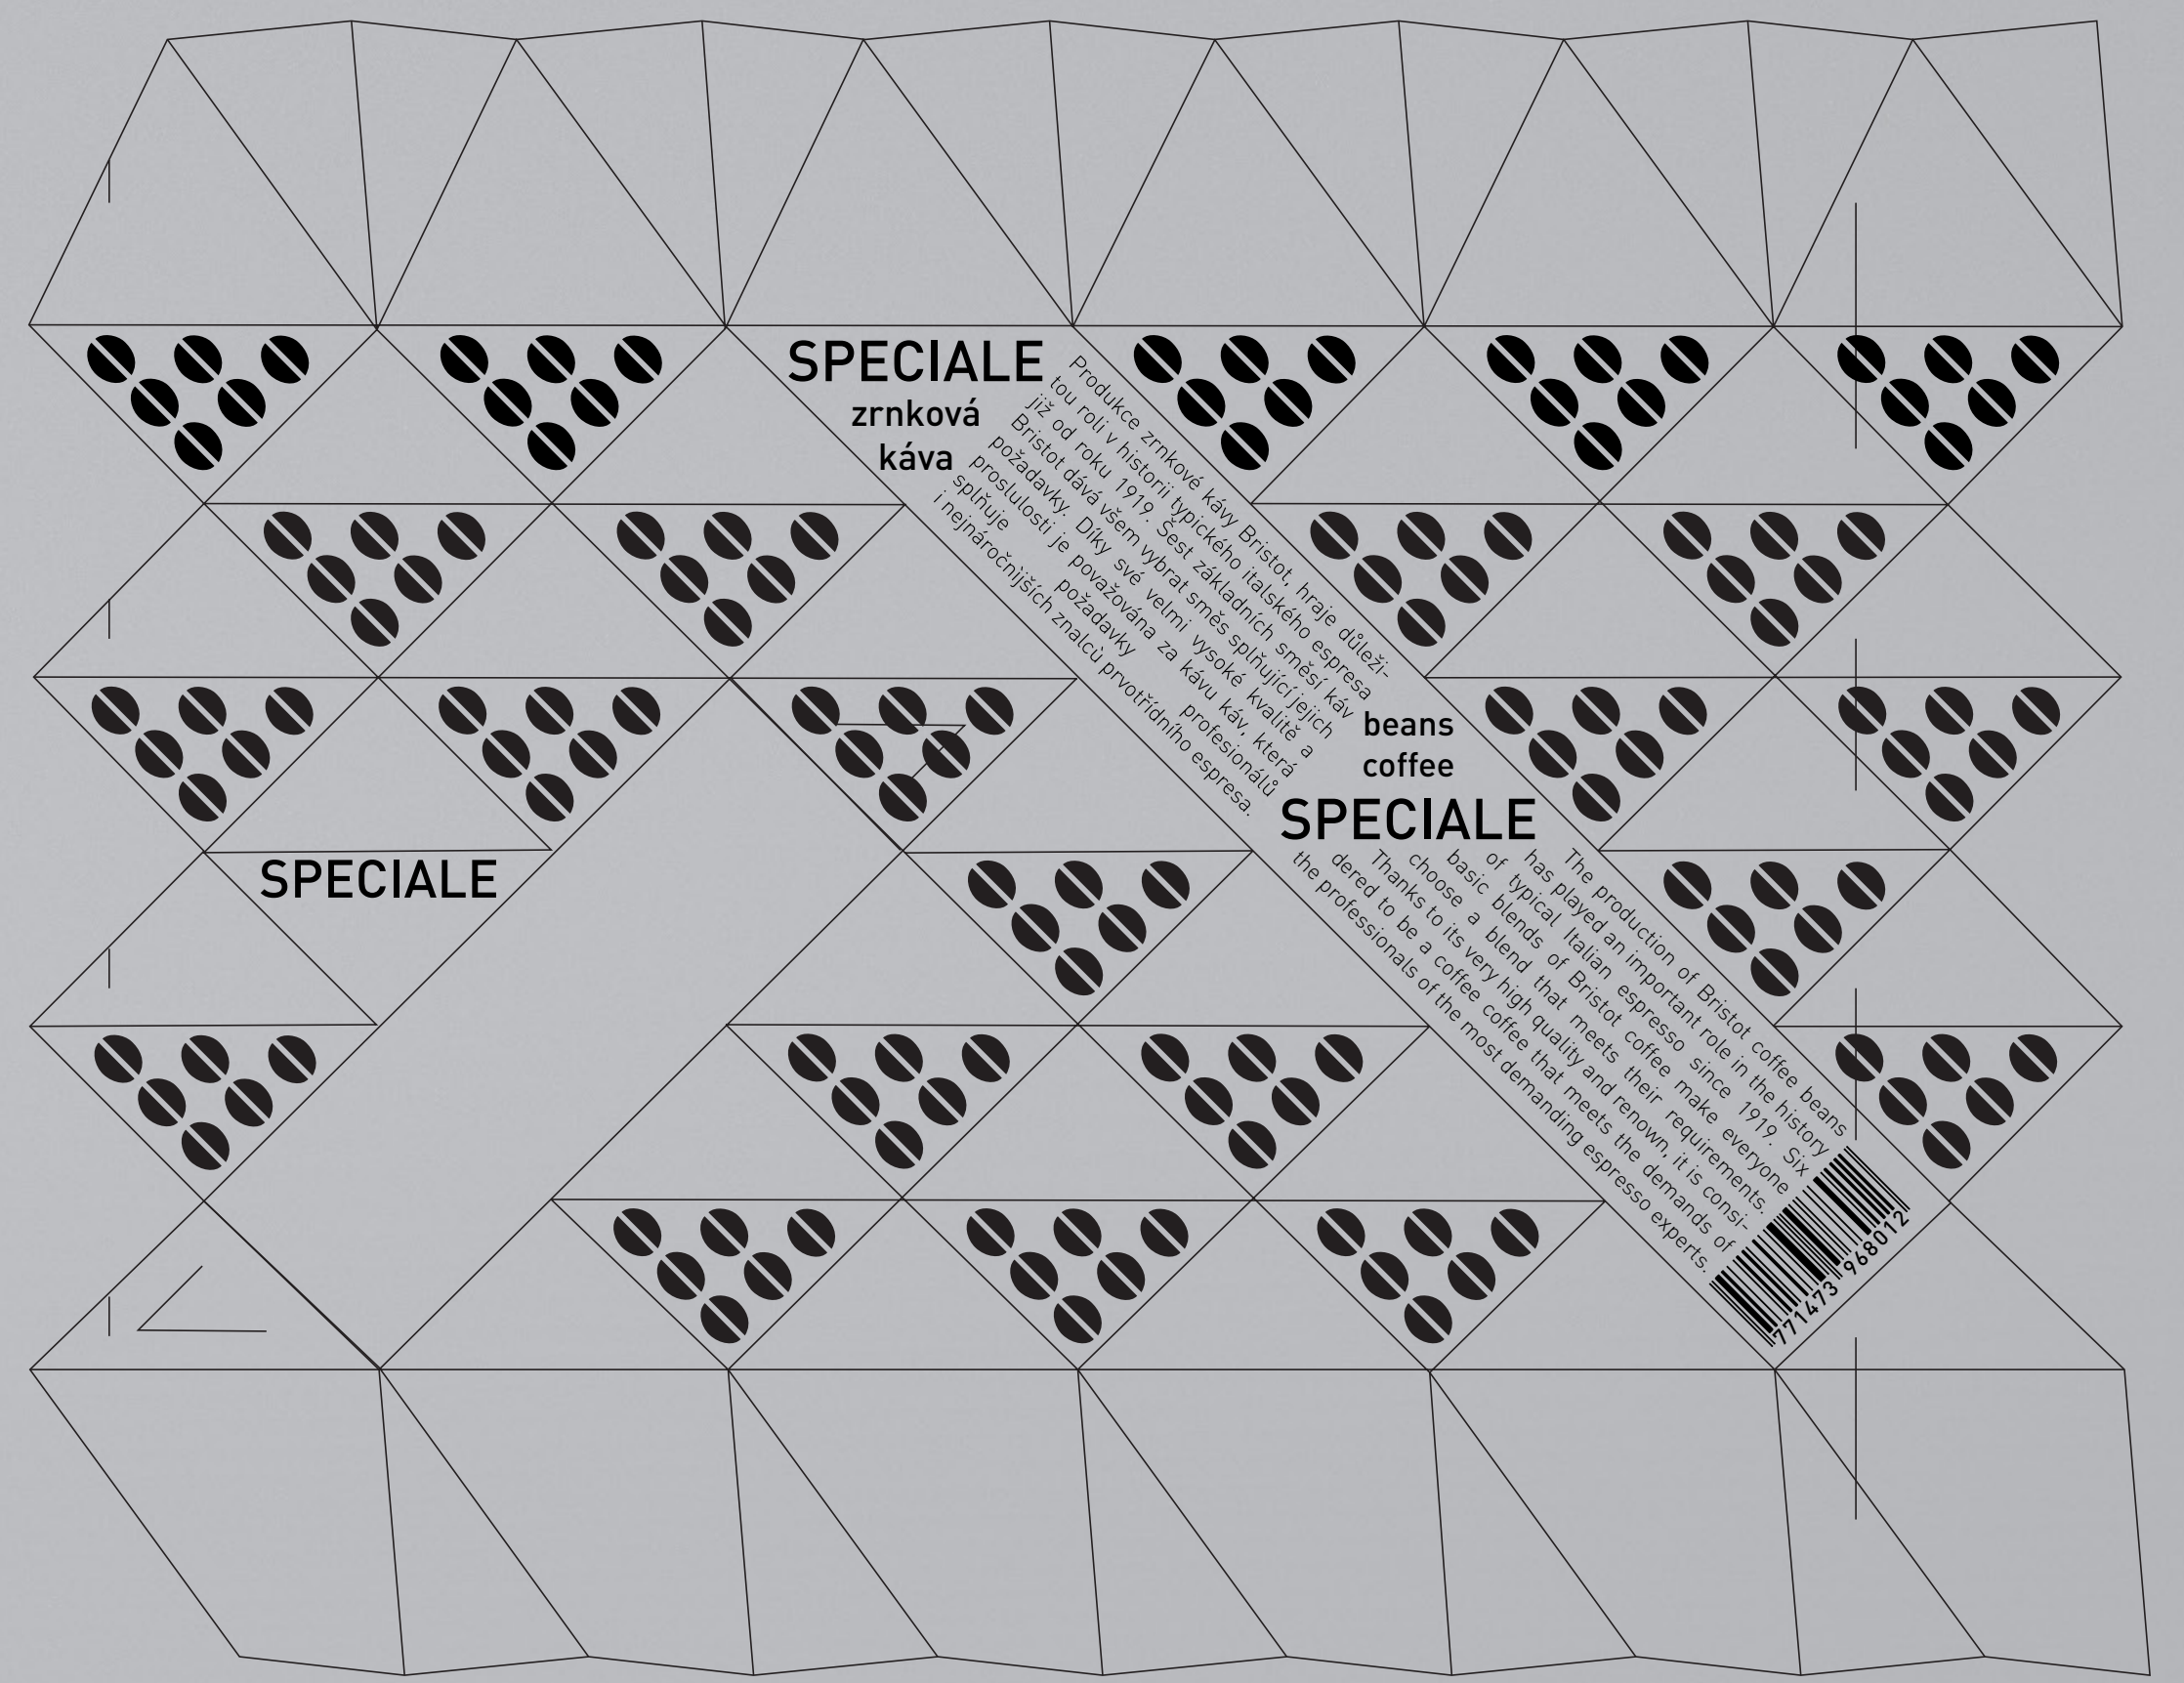 SPECIALE
zrnková
káva
Produkce zrnkové kávy Bristot, hraje důleži-
tou roli v historii typického italského espresa
již od roku 1919. Šest základních směsí káv
Bristot dává všem vybrat směs splňující jejich
požadavky. Díky své velmi vysoké kvalitě a
proslulosti je považována za kávu káv, která
splňuje požadavky profesionálů
i nejnáročnìjších znalcù prvotřídního espresa.
beans
coffee
SPECIALE
The production of Bristot coffee beans
has played an important role in the history
of typical Italian espresso since 1919. Six
basic blends of Bristot coffee make everyone
choose a blend that meets their requirements.
Thanks to its very high quality and renown, it is consi-
dered to be a coffee coffee that meets the demands of
the professionals of the most demanding espresso experts.
771473 968012
SPECIALE